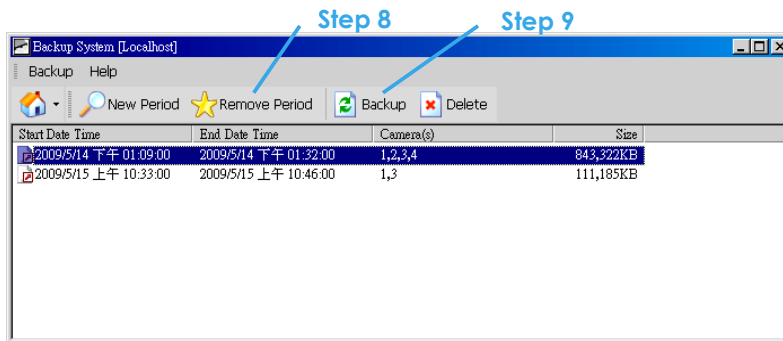 Step 8 Step 9
Backup System [Localhost]
Backup Help
New Period Remove Period Backup Delete
Start Date Time End Date Time Camera(s) Size
2009/5/14 下午 01:09:00 2009/5/14 下午 01:32:00 1,2,3,4 843,322KB
2009/5/15 上午 10:33:00 2009/5/15 上午 10:46:00 1,3 111,185KB